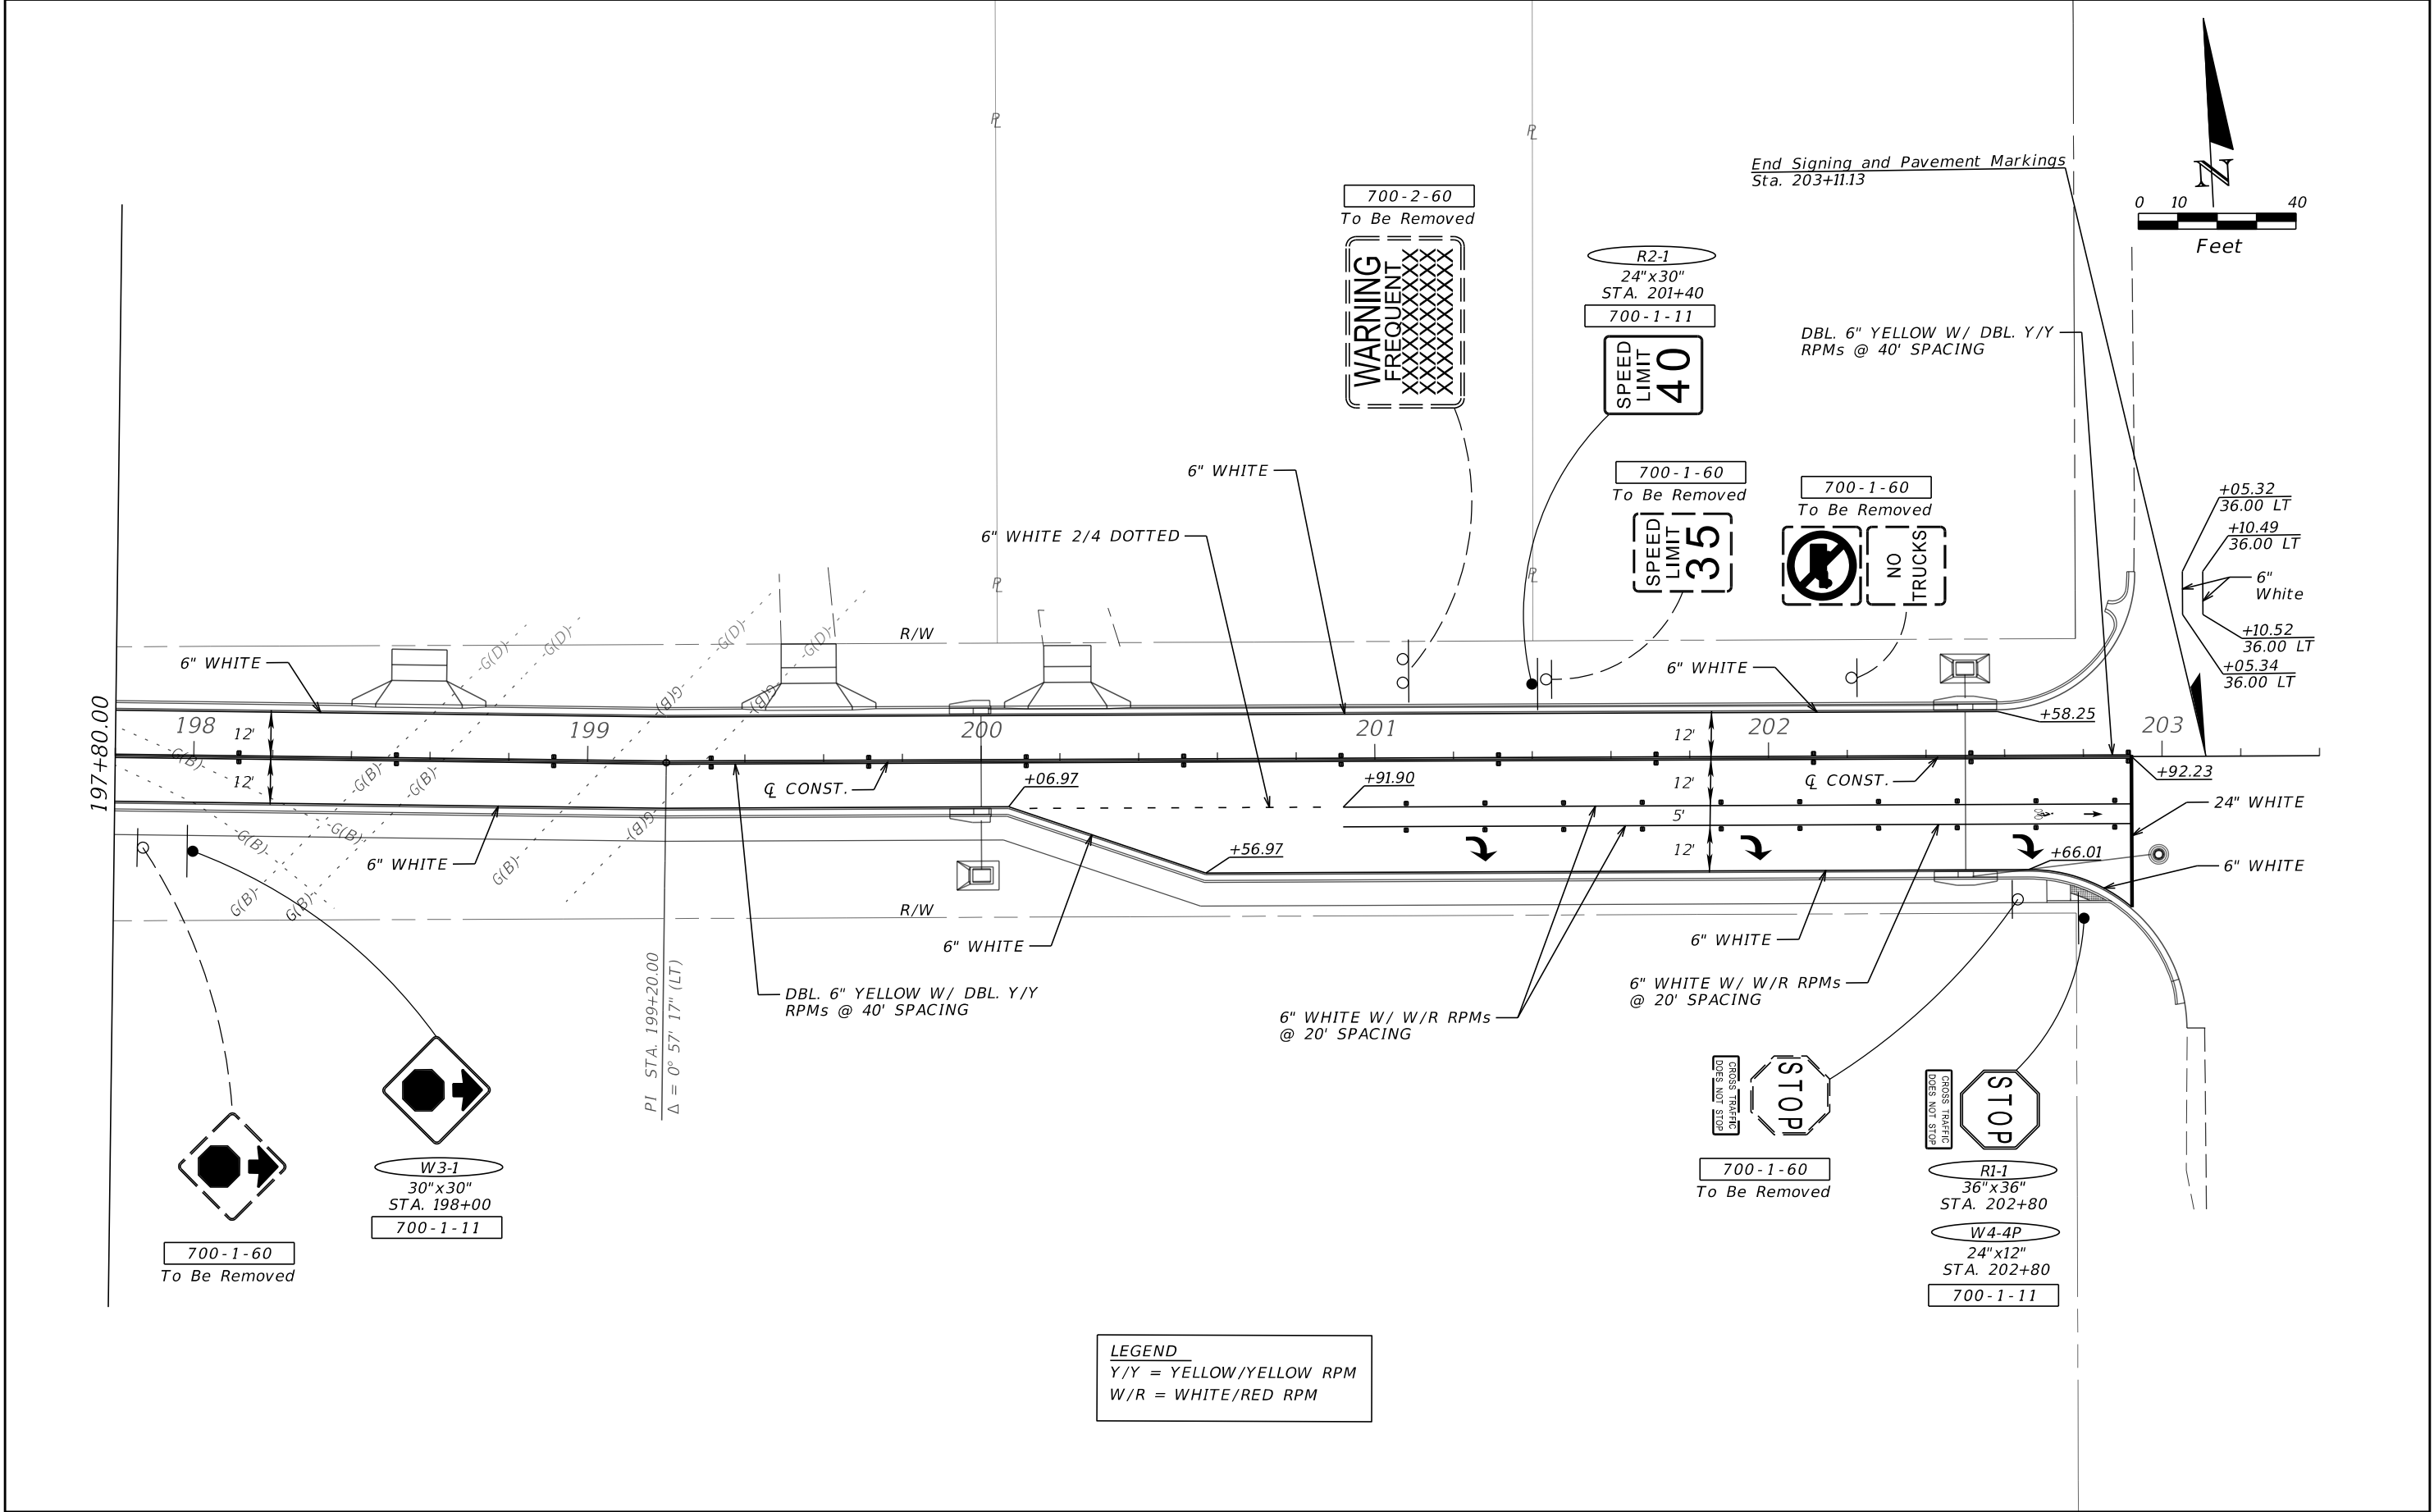 End Signing and Pavement Markings
Sta. 203+11.13
N
0 10 40
Feet
PL
PL
700-2-60
To Be Removed
WARNING
FREQUENT
XXXXXXXXXX
XXXXXXXXXX
XXXXXXXXXX
R2-1
24"x30"
STA. 201+40
700-1-11
SPEED
LIMIT
40
DBL. 6" YELLOW W/ DBL. Y/Y
RPMs @ 40' SPACING
6" WHITE
700-1-60
To Be Removed
SPEED
LIMIT
35
700-1-60
To Be Removed
NO
TRUCKS
+05.32
36.00 LT
+10.49
36.00 LT
6"
White
+10.52
36.00 LT
+05.34
36.00 LT
6" WHITE 2/4 DOTTED
PL
PL
R/W
6" WHITE
6" WHITE
-G(D)-
-G(D)-
-G(D)-
-G(D)-
-G(B)-
-G(B)-
197+80.00
198
199
200
201
202
203
12'
12'
12'
12'
5'
12'
+58.25
-G(B)-
-G(B)-
-G(B)-
-G(B)-
-G(B)-
-G(B)-
G(B)-
G(B)-
G(B)-
℄ CONST.
+06.97
+91.90
℄ CONST.
+92.23
24" WHITE
6" WHITE
+56.97
+66.01
6" WHITE
R/W
6" WHITE
6" WHITE
PI STA. 199+20.00
Δ = 0° 57' 17" (LT)
DBL. 6" YELLOW W/ DBL. Y/Y
RPMs @ 40' SPACING
6" WHITE W/ W/R RPMs
@ 20' SPACING
6" WHITE W/ W/R RPMs
@ 20' SPACING
W3-1
30"x30"
STA. 198+00
700-1-11
700-1-60
To Be Removed
CROSS TRAFFIC
DOES NOT STOP
STOP
700-1-60
To Be Removed
CROSS TRAFFIC
DOES NOT STOP
STOP
R1-1
36"x36"
STA. 202+80
W4-4P
24"x12"
STA. 202+80
700-1-11
LEGEND
Y/Y = YELLOW/YELLOW RPM
W/R = WHITE/RED RPM